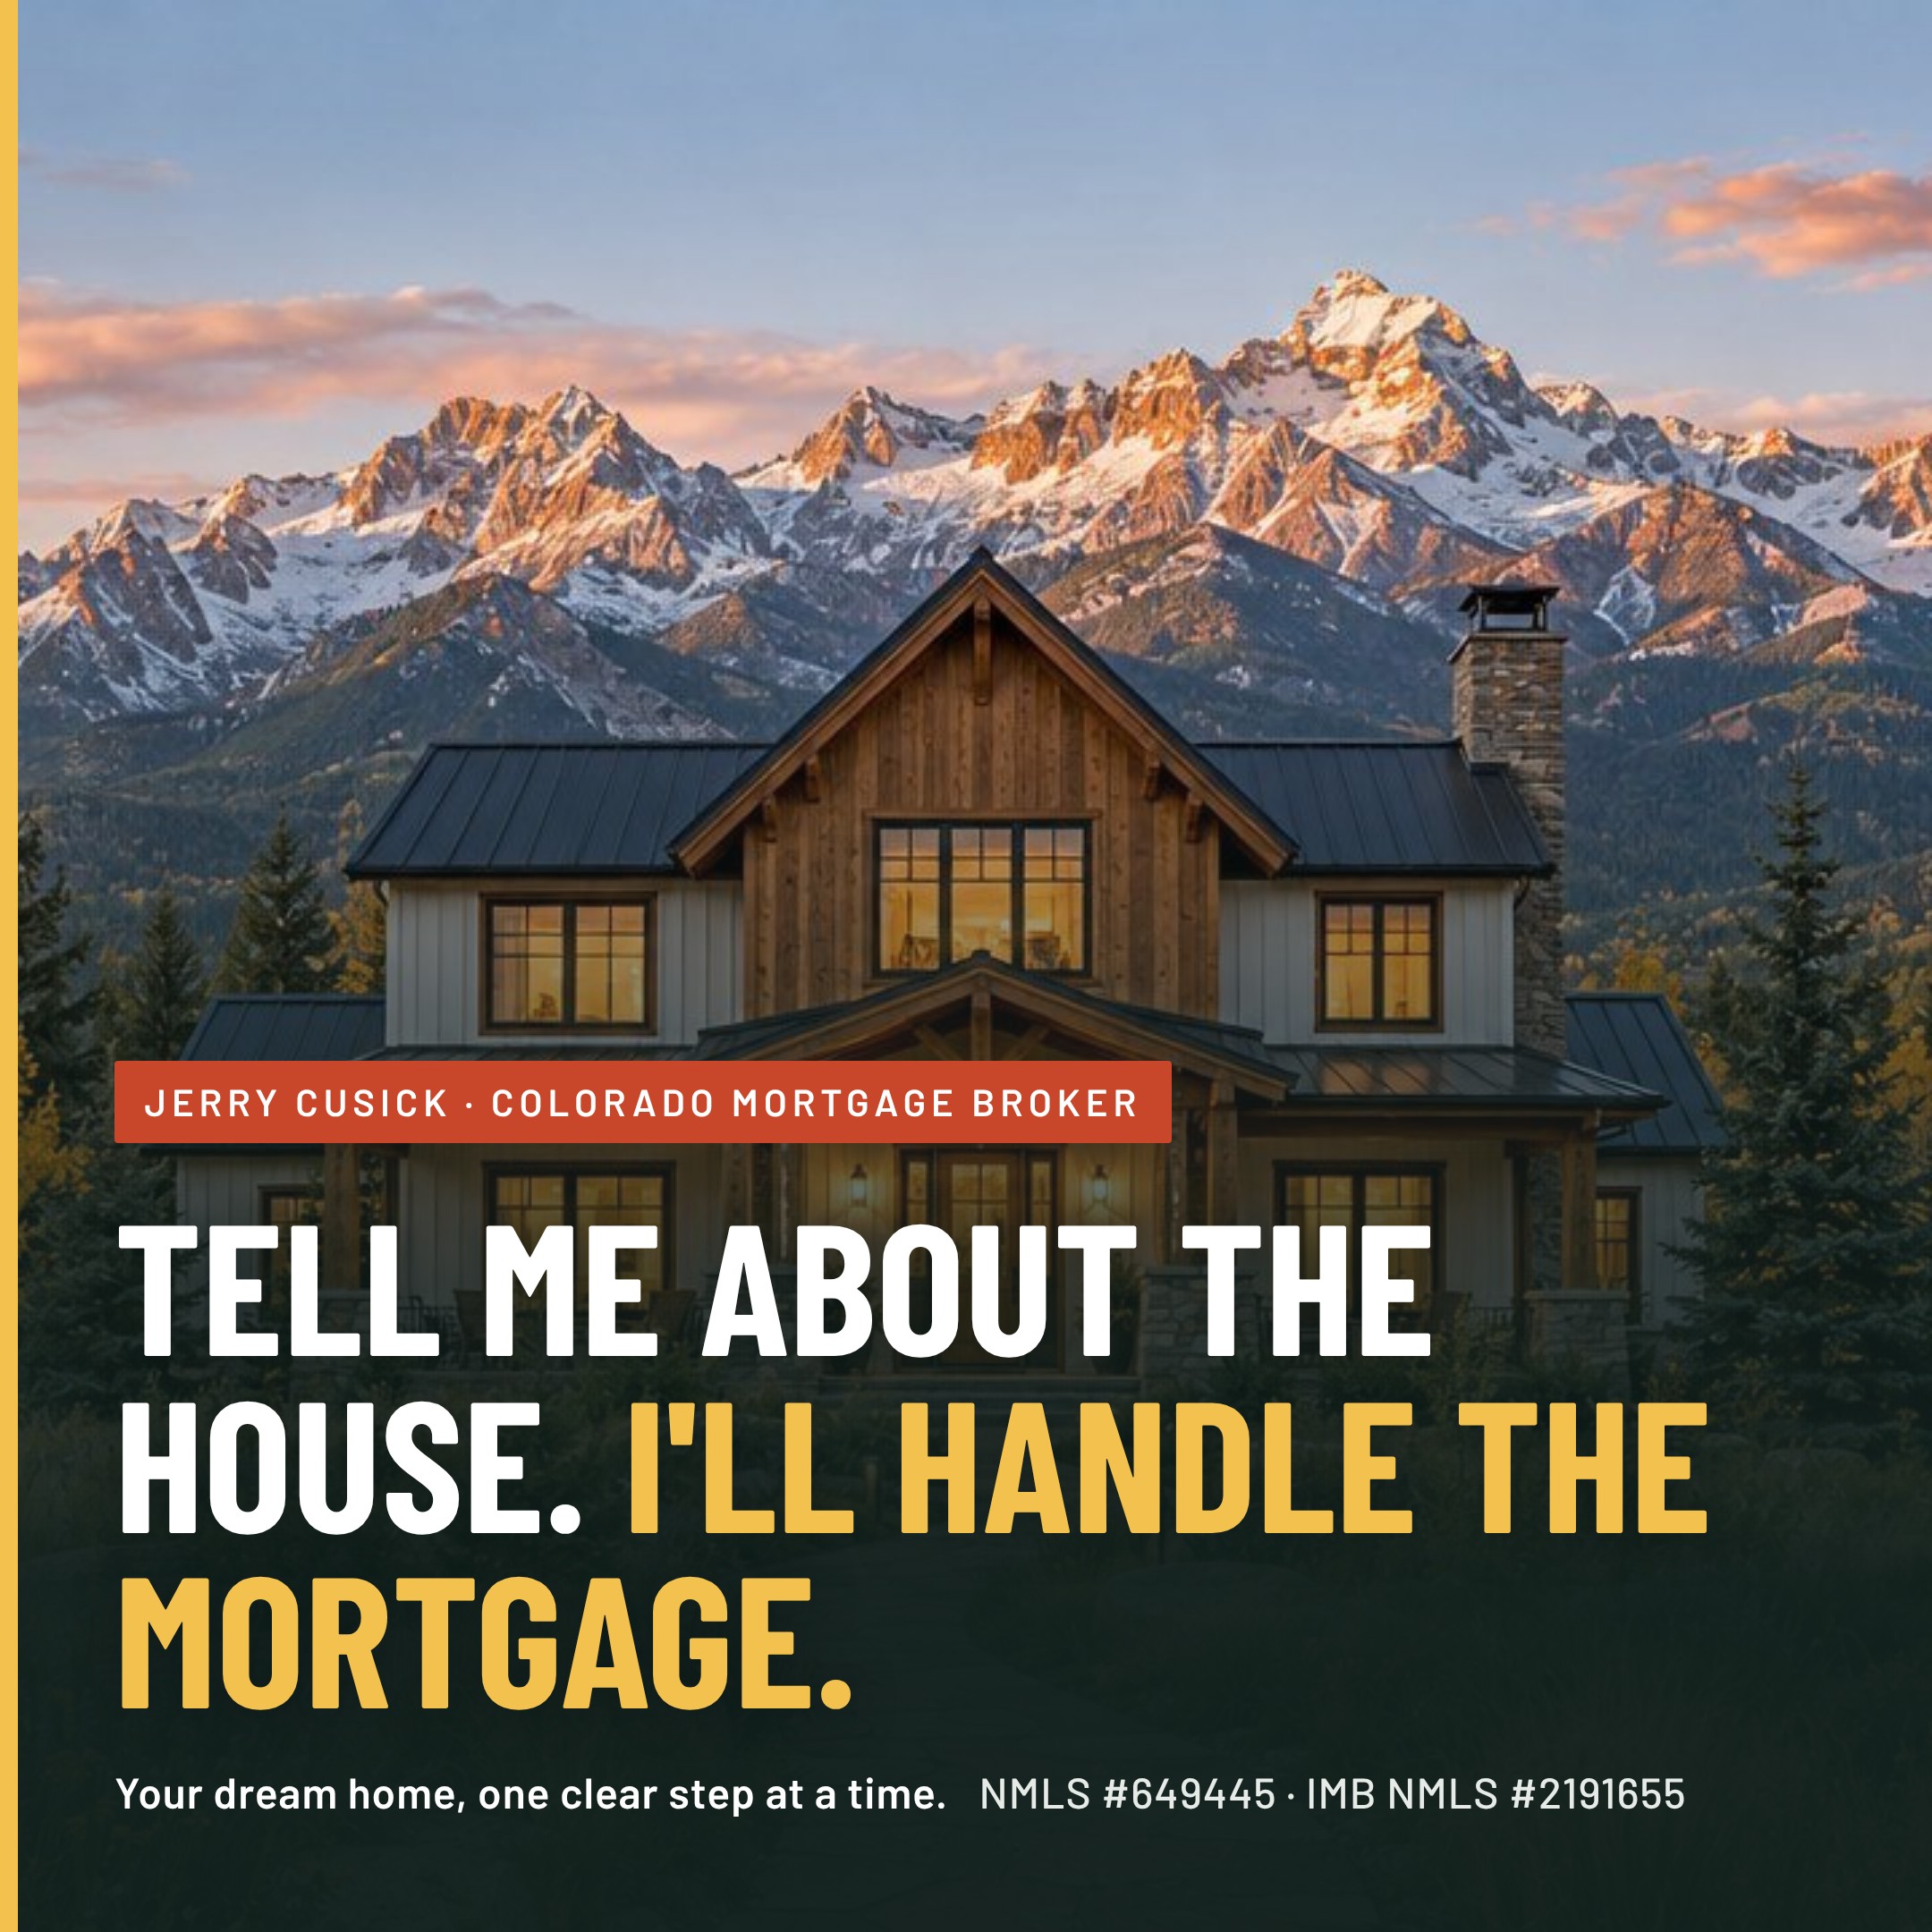 JERRY CUSICK · COLORADO MORTGAGE BROKER
TELL ME ABOUT THE
HOUSE. I'LL HANDLE THE
MORTGAGE.
Your dream home, one clear step at a time. NMLS #649445 · IMB NMLS #2191655